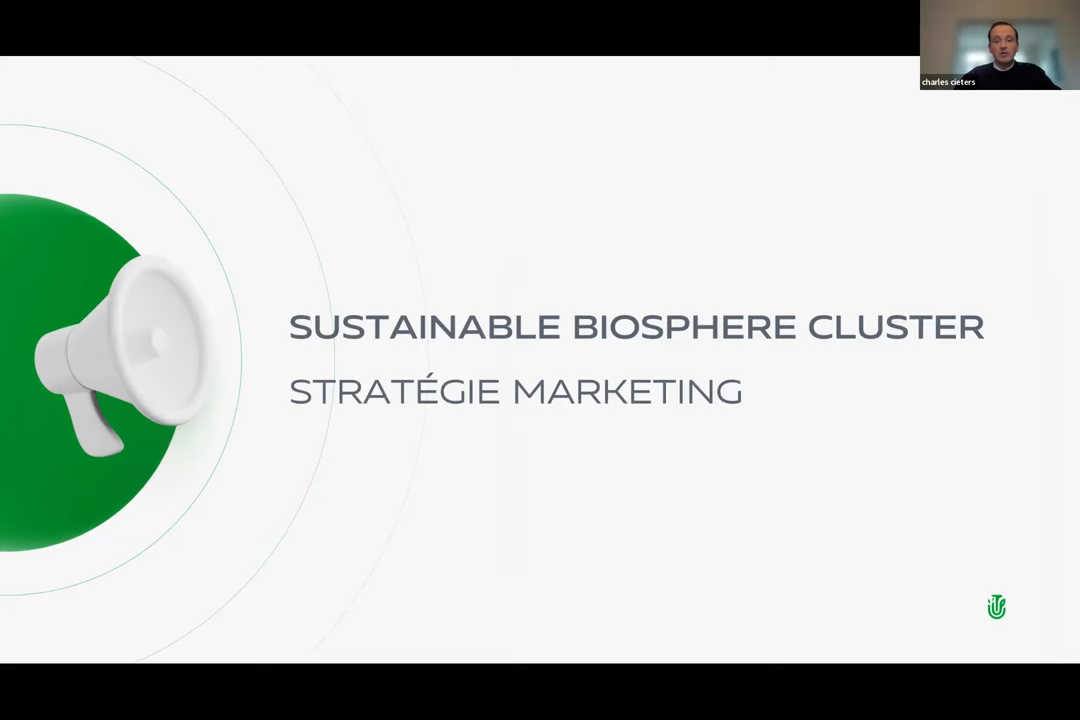 charles cieters
SUSTAINABLE BIOSPHERE CLUSTER
STRATÉGIE MARKETING